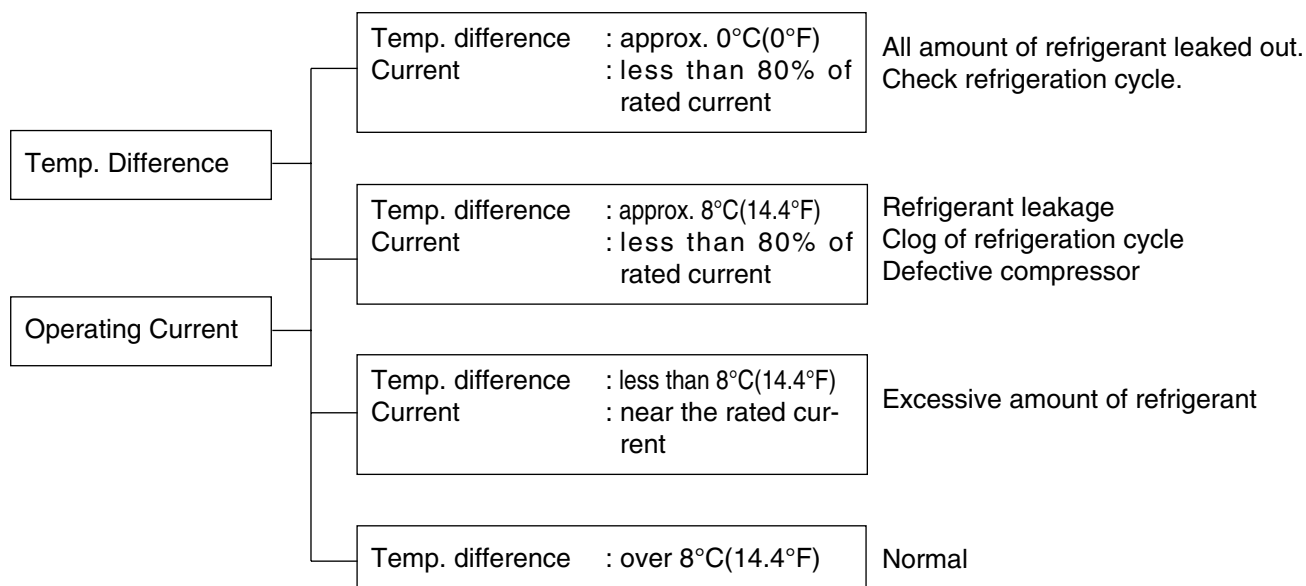 Temp. Difference
Operating Current
Temp. difference : approx. 0°C(0°F)
Current : less than 80% of
rated current
All amount of refrigerant leaked out.
Check refrigeration cycle.
Temp. difference : approx. 8°C(14.4°F)
Current : less than 80% of
rated current
Refrigerant leakage
Clog of refrigeration cycle
Defective compressor
Temp. difference : less than 8°C(14.4°F)
Current : near the rated cur-
rent
Excessive amount of refrigerant
Temp. difference : over 8°C(14.4°F)
Normal